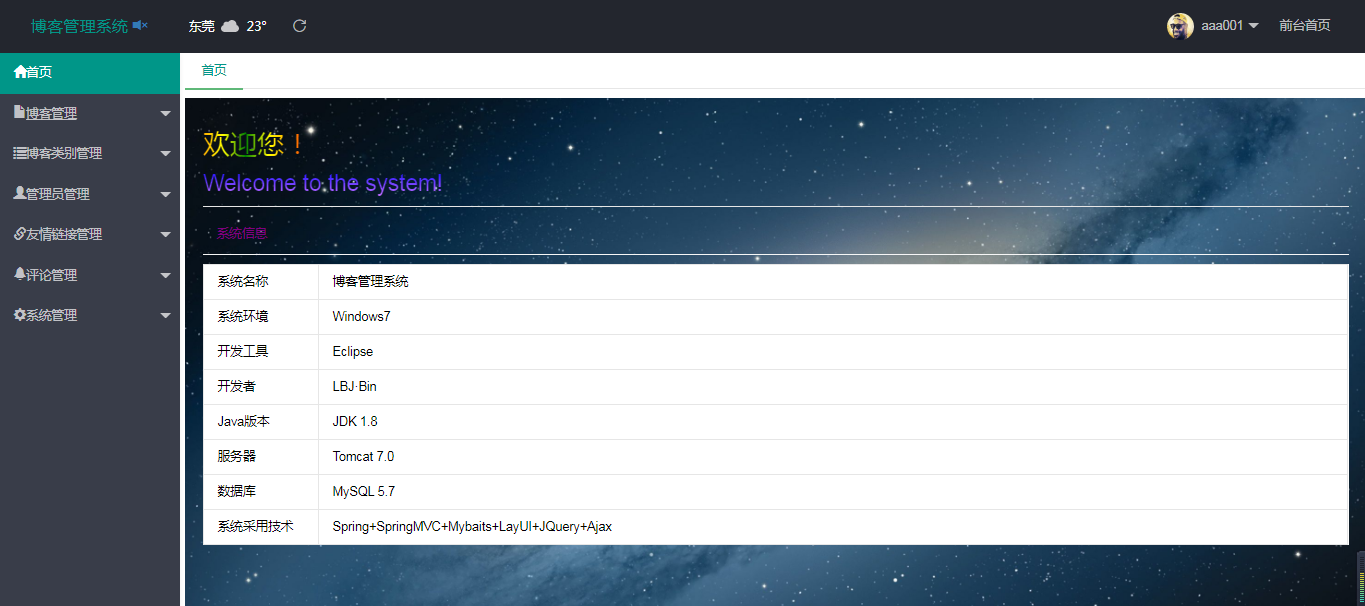 博客管理系统
东莞 23°
aaa001
前台首页
首页
博客管理
博客类别管理
管理员管理
友情链接管理
评论管理
系统管理
首页
欢迎您！
Welcome to the system!
系统信息
系统名称 博客管理系统
系统环境 Windows7
开发工具 Eclipse
开发者 LBJ·Bin
Java版本 JDK 1.8
服务器 Tomcat 7.0
数据库 MySQL 5.7
系统采用技术 Spring+SpringMVC+Mybaits+LayUI+JQuery+Ajax